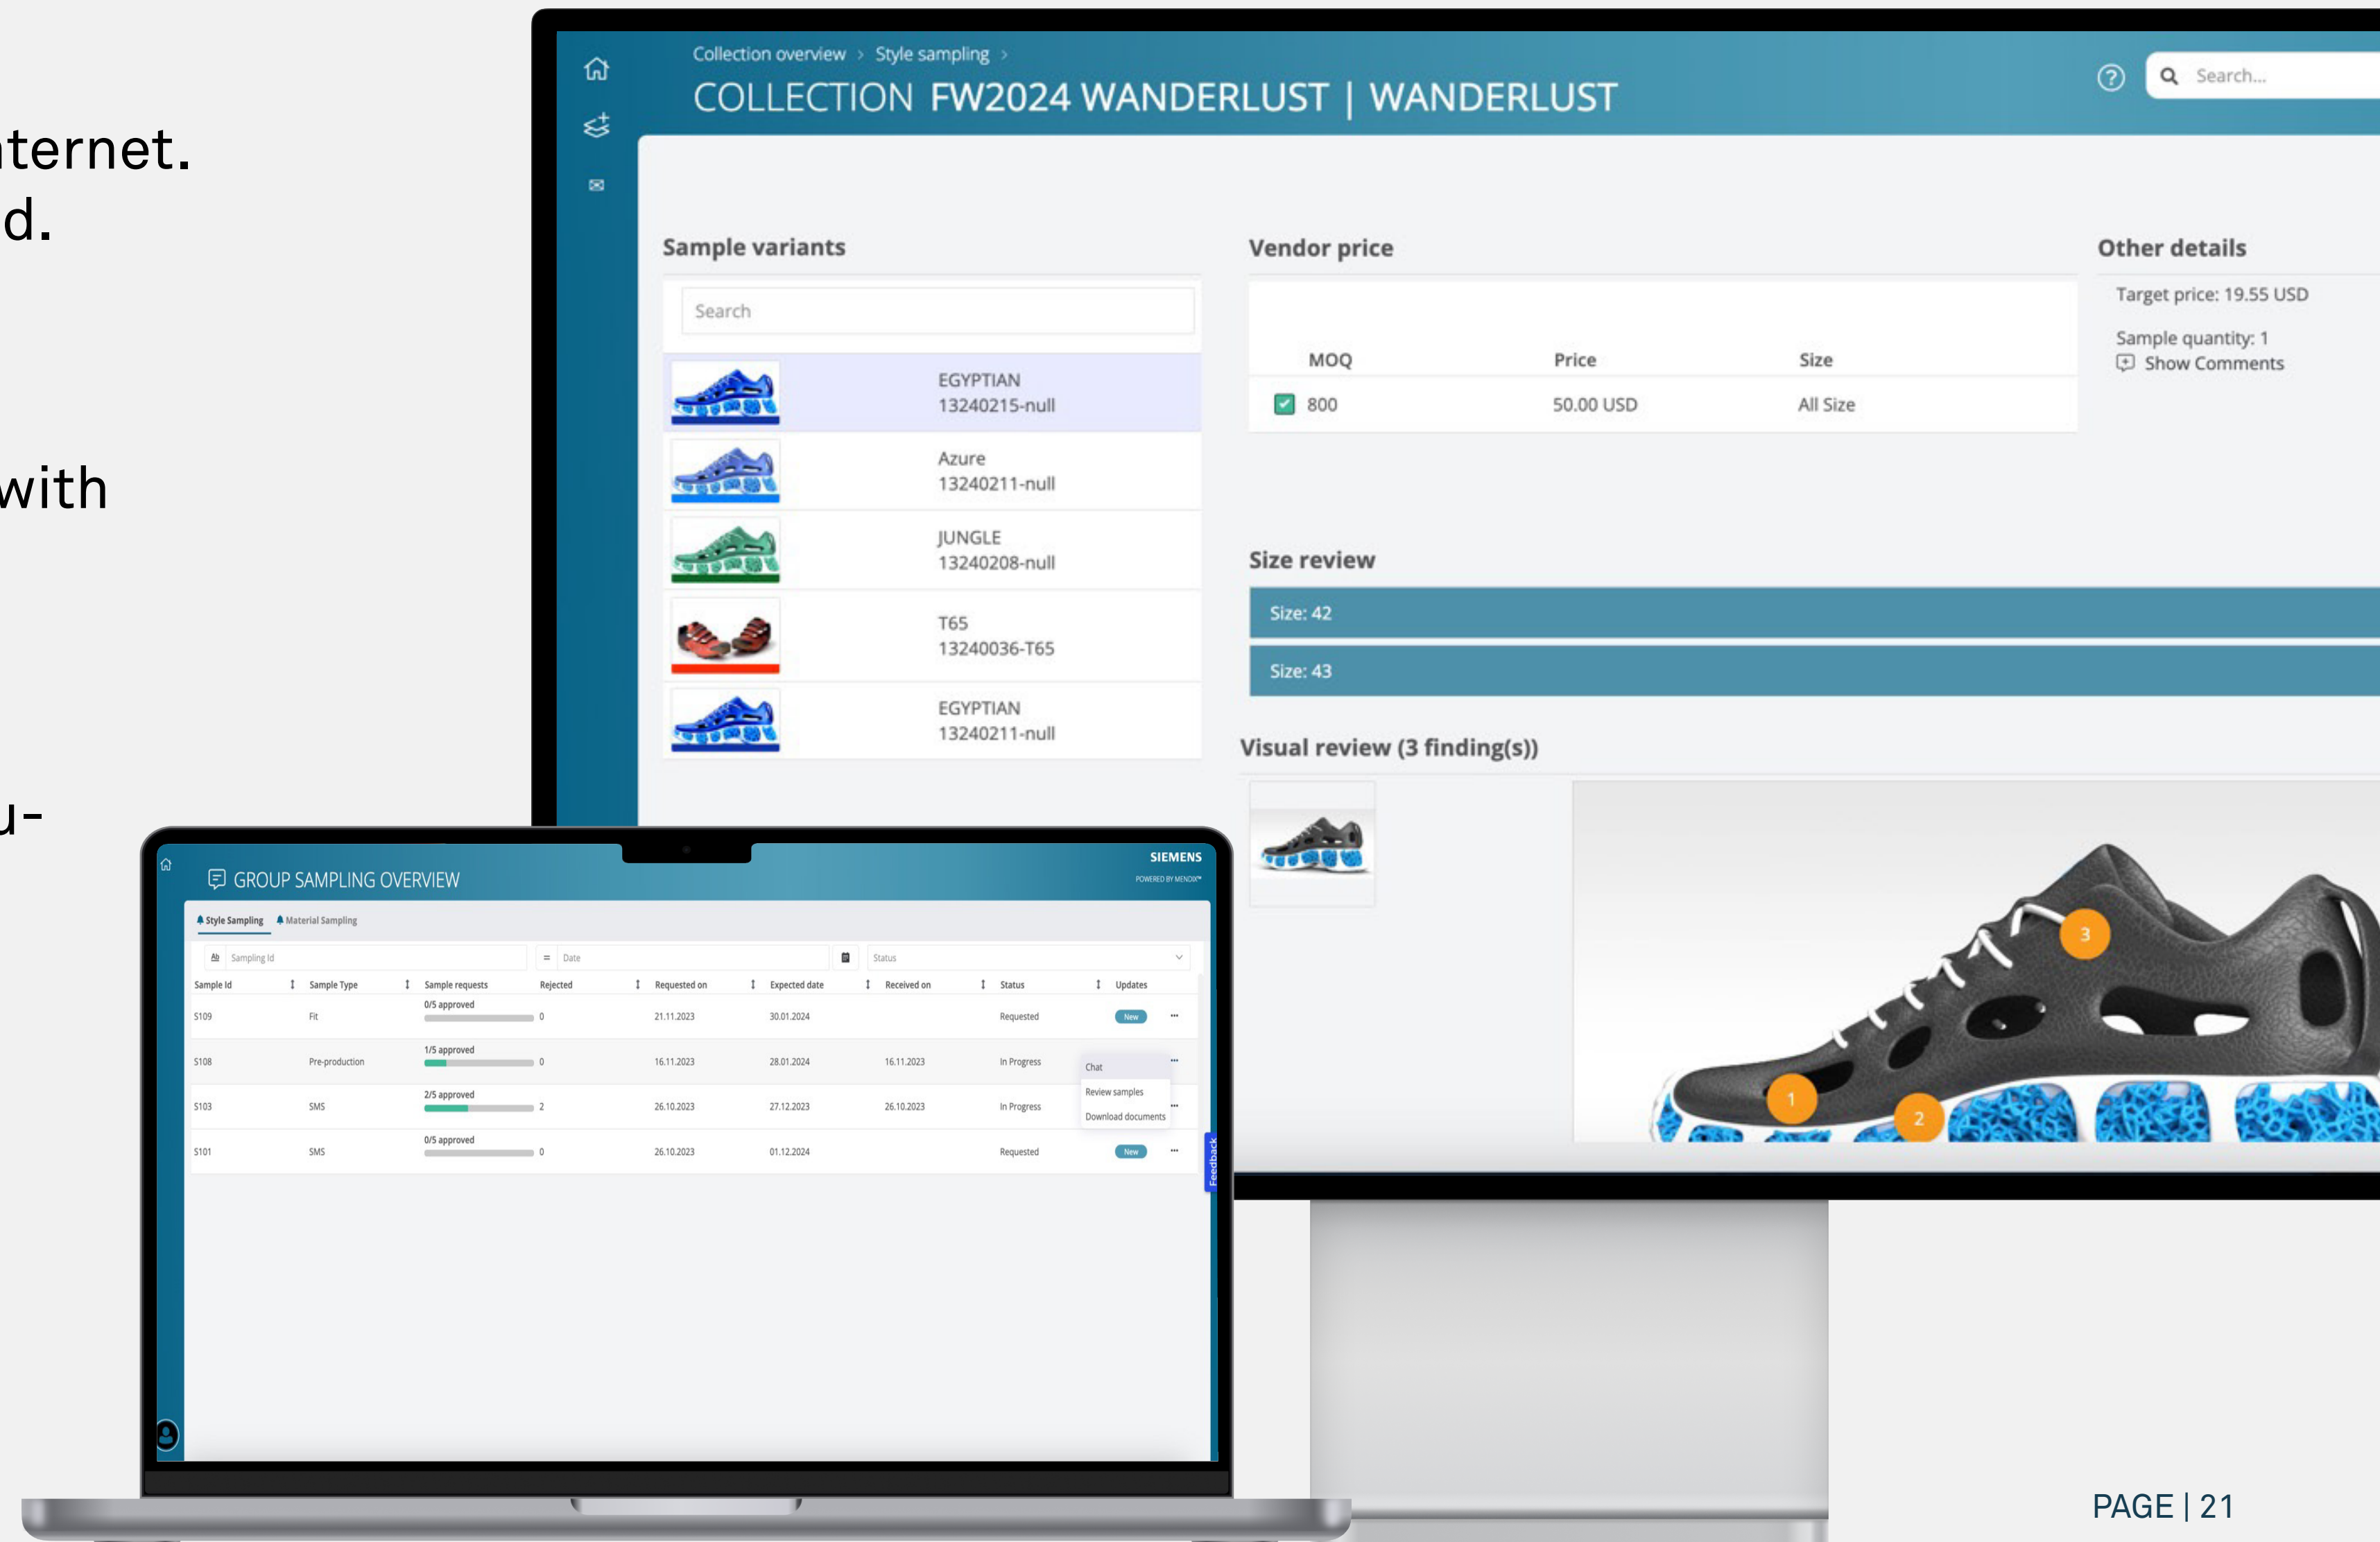 nternet.
d.
with
u-
Collection overview > Style sampling >
COLLECTION FW2024 WANDERLUST | WANDERLUST
Search...
Sample variants
Search
EGYPTIAN
13240215-null
Azure
13240211-null
JUNGLE
13240208-null
T65
13240036-T65
EGYPTIAN
13240211-null
Vendor price
MOQ Price Size
800 50.00 USD All Size
Other details
Target price: 19.55 USD
Sample quantity: 1
Show Comments
Size review
Size: 42
Size: 43
Visual review (3 finding(s))
3
1
2
GROUP SAMPLING OVERVIEW
SIEMENS
POWERED BY MENDIX™
Style Sampling Material Sampling
Ab Sampling Id = Date Status
Sample Id Sample Type Sample requests Rejected Requested on Expected date Received on Status Updates
0/5 approved
S109 Fit 0 21.11.2023 30.01.2024 Requested New ...
1/5 approved
S108 Pre-production 0 16.11.2023 28.01.2024 16.11.2023 In Progress ...
Chat
Review samples
Download documents
2/5 approved
S103 SMS 2 26.10.2023 27.12.2023 26.10.2023 In Progress ...
0/5 approved
S101 SMS 0 26.10.2023 01.12.2024 Requested New ...
Feedback
PAGE | 21